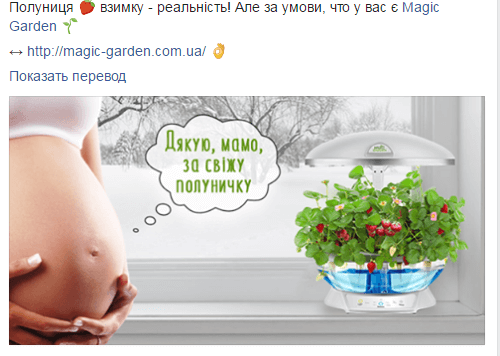 Полуниця 🍓 взимку - реальність! Але за умови, что у вас є Magic
Garden 🌱
↔ http://magic-garden.com.ua/ 👌
Показать перевод
Дякую, мамо,
за свіжу
полуничку